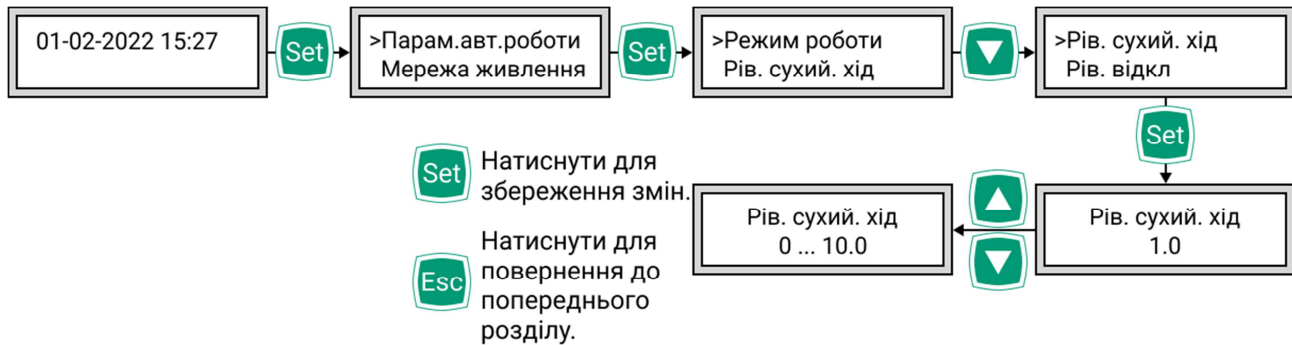 01-02-2022 15:27
Set
>Парам.авт.роботи
Мережа живлення
Set
>Режим роботи
Рів. сухий. хід
>Рів. сухий. хід
Рів. відкл
Set
Set
Натиснути для
збереження змін.
Рів. сухий. хід
0 ... 10.0
Рів. сухий. хід
1.0
Esc
Натиснути для
повернення до
попереднього
розділу.